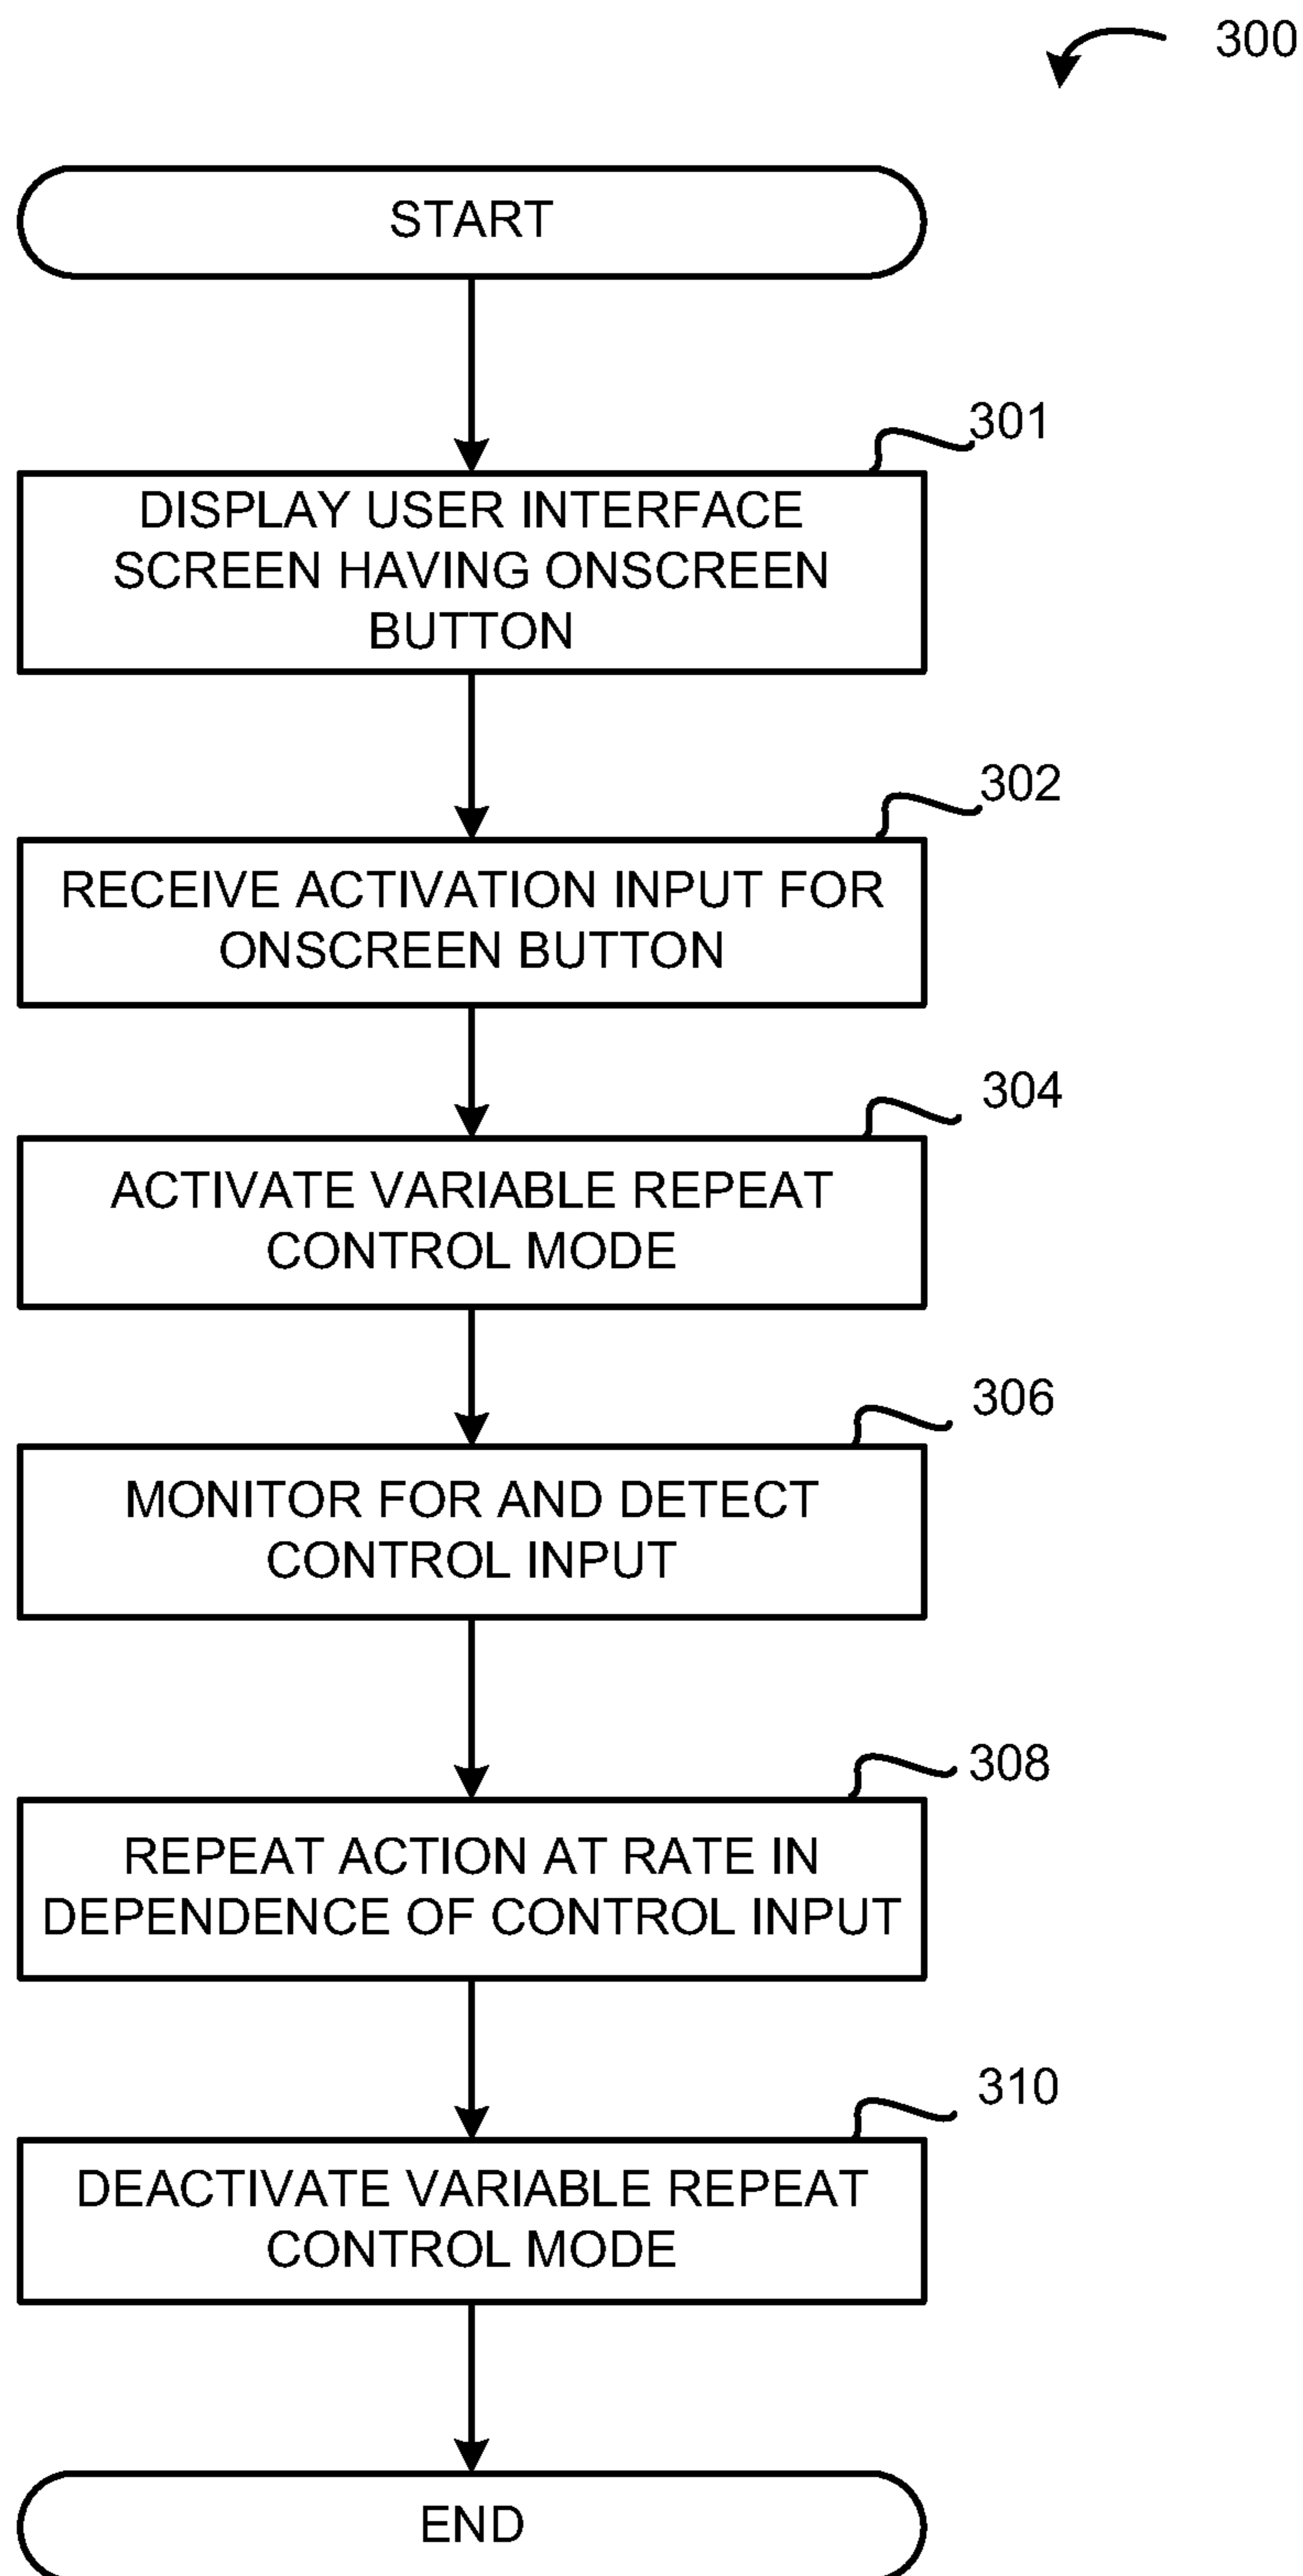 300
START
301
DISPLAY USER INTERFACE
SCREEN HAVING ONSCREEN
BUTTON
302
RECEIVE ACTIVATION INPUT FOR
ONSCREEN BUTTON
304
ACTIVATE VARIABLE REPEAT
CONTROL MODE
306
MONITOR FOR AND DETECT
CONTROL INPUT
308
REPEAT ACTION AT RATE IN
DEPENDENCE OF CONTROL INPUT
310
DEACTIVATE VARIABLE REPEAT
CONTROL MODE
END